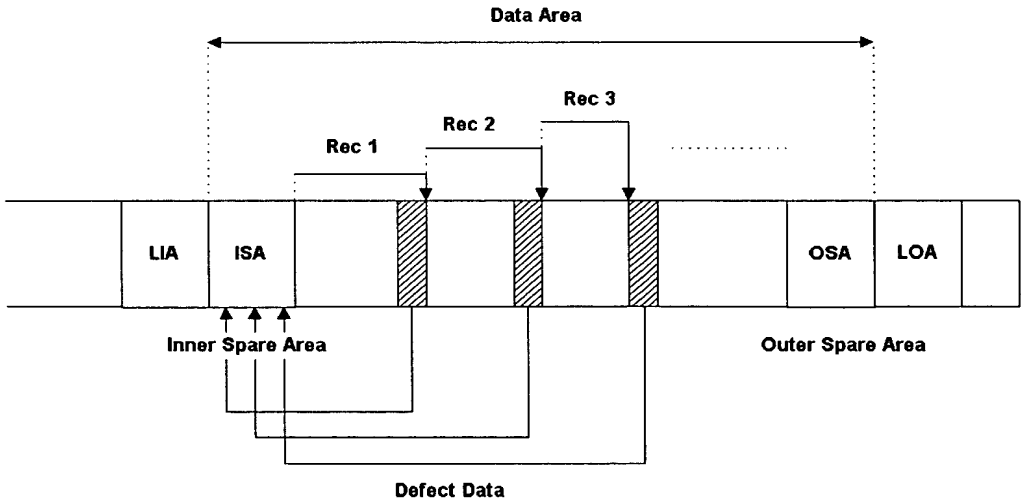 Data Area
Rec 3
Rec 2
Rec 1
LIA
ISA
OSA
LOA
Inner Spare Area
Outer Spare Area
Defect Data